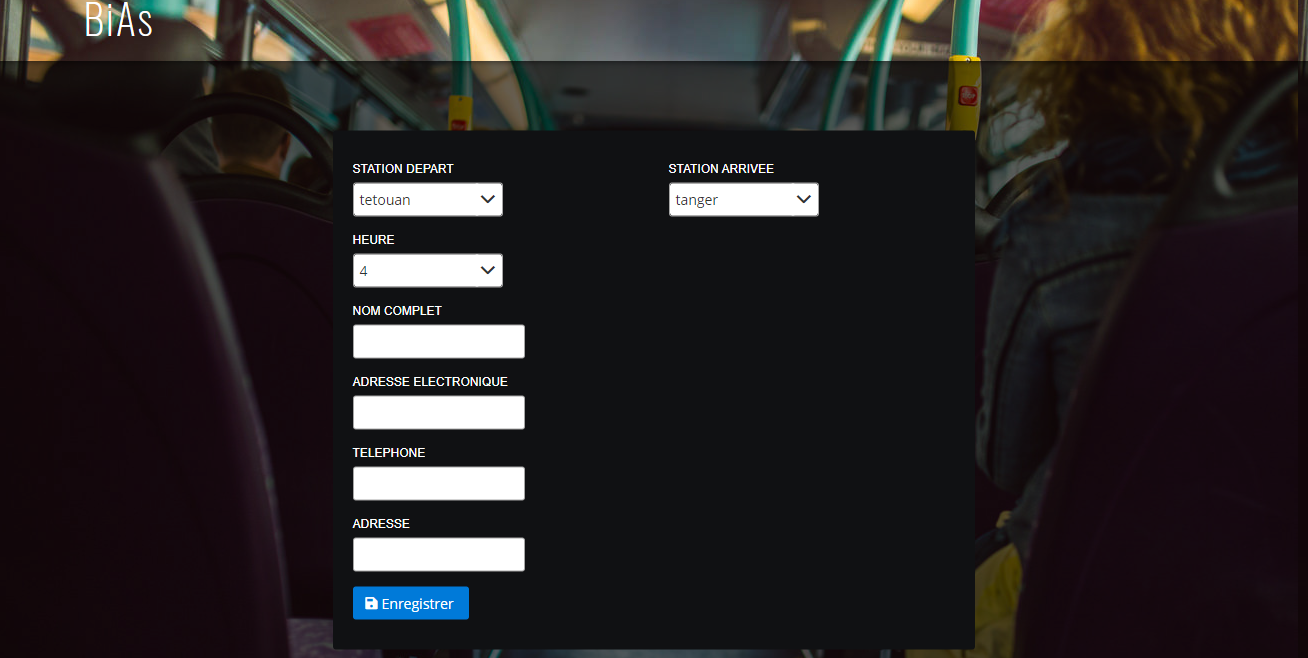 BiAs
STATION DEPART
tetouan
STATION ARRIVEE
tanger
HEURE
4
NOM COMPLET
ADRESSE ELECTRONIQUE
TELEPHONE
ADRESSE
Enregistrer